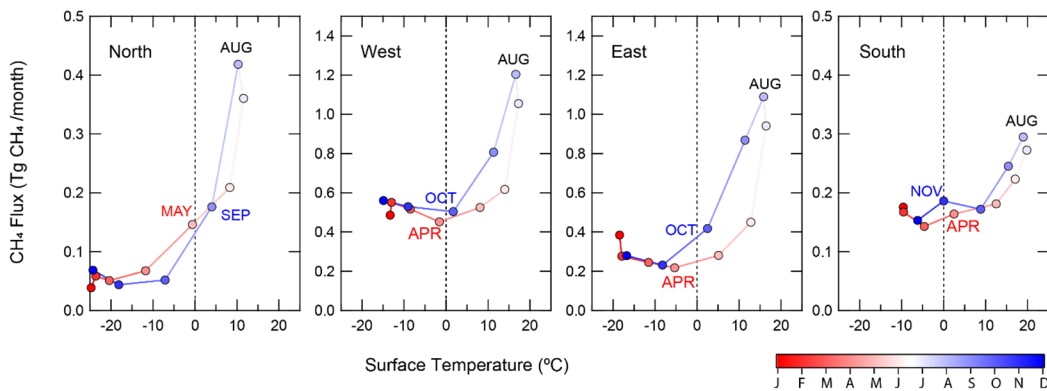 CH₄ Flux (Tg CH₄ /month)
0.5
0.4
0.3
0.2
0.1
0.0
North
AUG
MAY
SEP
-20 -10 0 10 20
1.4
1.2
1.0
0.8
0.6
0.4
0.2
0.0
West
AUG
OCT
APR
-20 -10 0 10 20
1.4
1.2
1.0
0.8
0.6
0.4
0.2
0.0
East
AUG
OCT
APR
-20 -10 0 10 20
0.5
0.4
0.3
0.2
0.1
0.0
South
AUG
NOV
APR
-20 -10 0 10 20
Surface Temperature (ºC)
J F M A M J J A S O N D